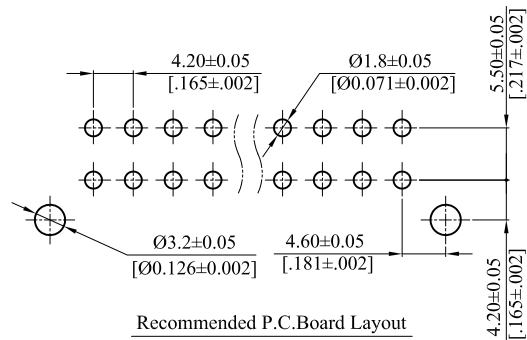 4.20±0.05
[.165±.002]
Ø1.8±0.05
[Ø0.071±0.002]
5.50±0.05
[.217±.002]
Ø3.2±0.05
[Ø0.126±0.002]
4.60±0.05
[.181±.002]
4.20±0.05
[.165±.002]
Recommended P.C.Board Layout